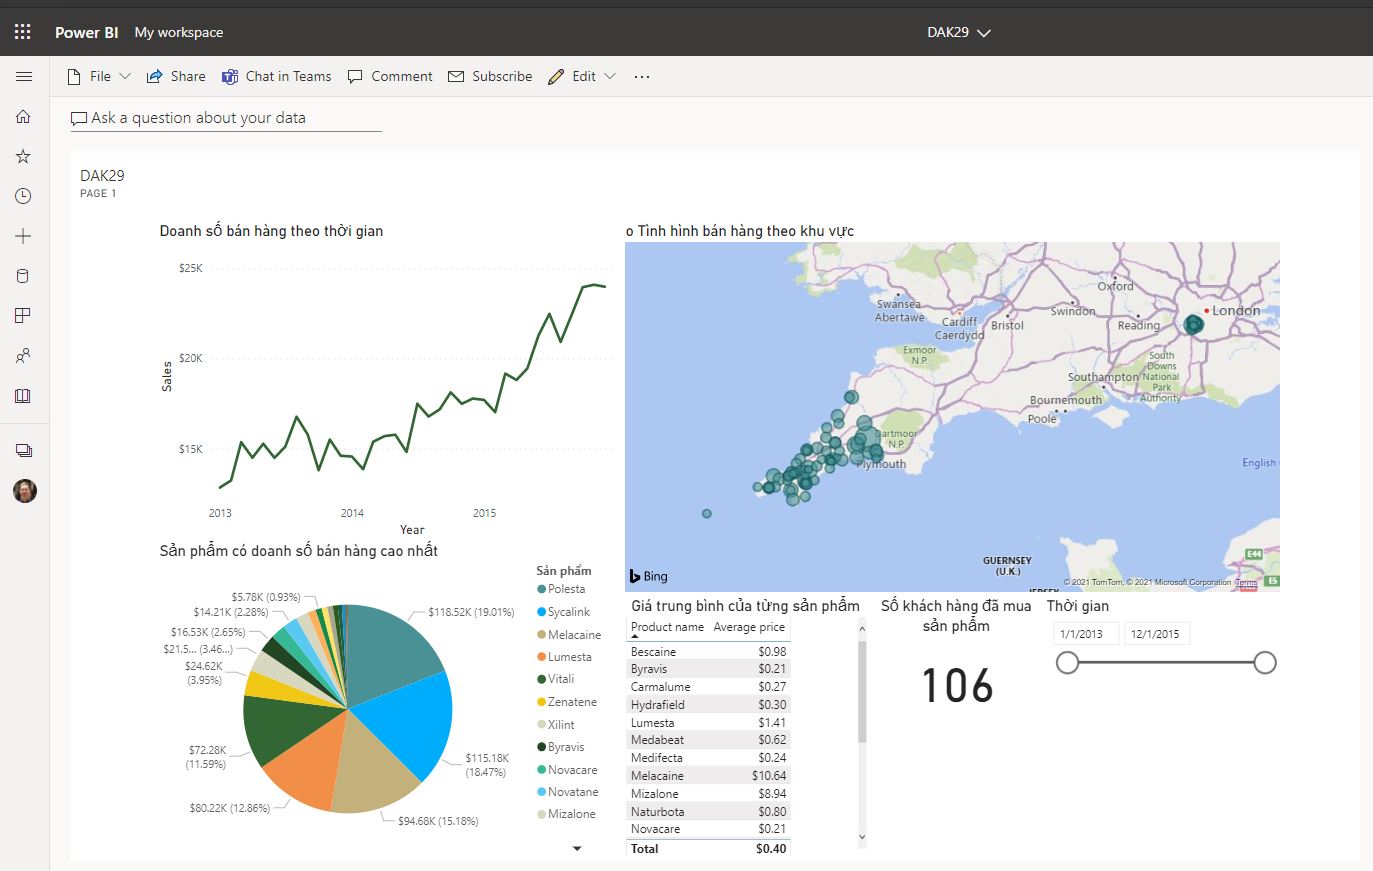 Power BI My workspace DAK29
File Share Chat in Teams Comment Subscribe Edit
Ask a question about your data
DAK29
PAGE 1
Doanh số bán hàng theo thời gian
$25K
$20K
$15K
Sales
2013 2014 2015
Year
o Tình hình bán hàng theo khu vực
Swansea
Abertawe
Cardiff
Caerdydd
Bristol
Swindon
Oxford
Reading
London
Exmoor
N.P.
South
Downs
National
Park
Authority
Southampton
Bournemouth
Poole
Dartmoor
N.P
Plymouth
English
GUERNSEY
(U.K.)
E44
E5
Bing
© 2021 TomTom, © 2021 Microsoft Corporation Terms
Sản phẩm có doanh số bán hàng cao nhất
$5.78K (0.93%)
$14.21K (2.28%)
$16.53K (2.65%)
$21.5... (3.46...)
$24.62K
(3.95%)
$72.28K
(11.59%)
$80.22K (12.86%)
$94.68K (15.18%)
$115.18K
(18.47%)
$118.52K (19.01%)
Sản phẩm
Polesta
Sycalink
Melacaine
Lumesta
Vitali
Zenatene
Xilint
Byravis
Novacare
Novatane
Mizalone
Giá trung bình của từng sản phẩm
Product name Average price
Bescaine $0.98
Byravis $0.21
Carmalume $0.27
Hydrafield $0.30
Lumesta $1.41
Medabeat $0.62
Medifecta $0.24
Melacaine $10.64
Mizalone $8.94
Naturbota $0.80
Novacare $0.21
Total $0.40
Số khách hàng đã mua
sản phẩm
106
Thời gian
1/1/2013 12/1/2015